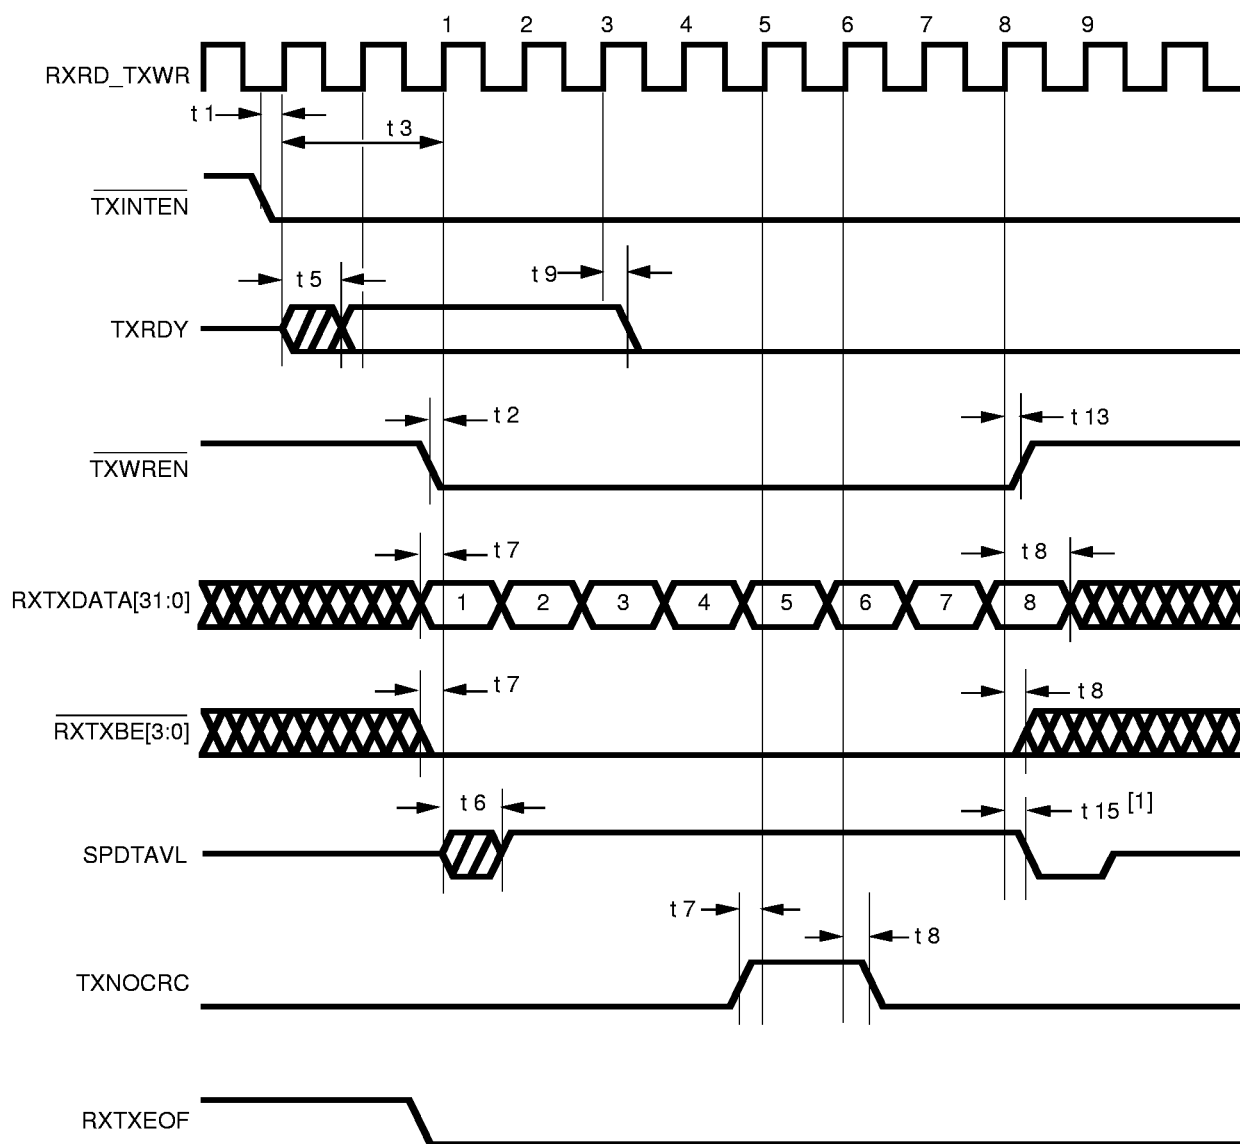 1 2 3 4 5 6 7 8 9
RXRD_TXWR
t 1
t 3
TXINTEN
t 5
t 9
TXRDY
t 2
t 13
TXWREN
t 7
t 8
RXTXDATA[31:0]
1 2 3 4 5 6 7 8
t 7
t 8
RXTXBE[3:0]
t 6
t 15 [1]
SPDTAVL
t 7
t 8
TXNOCRC
RXTXEOF